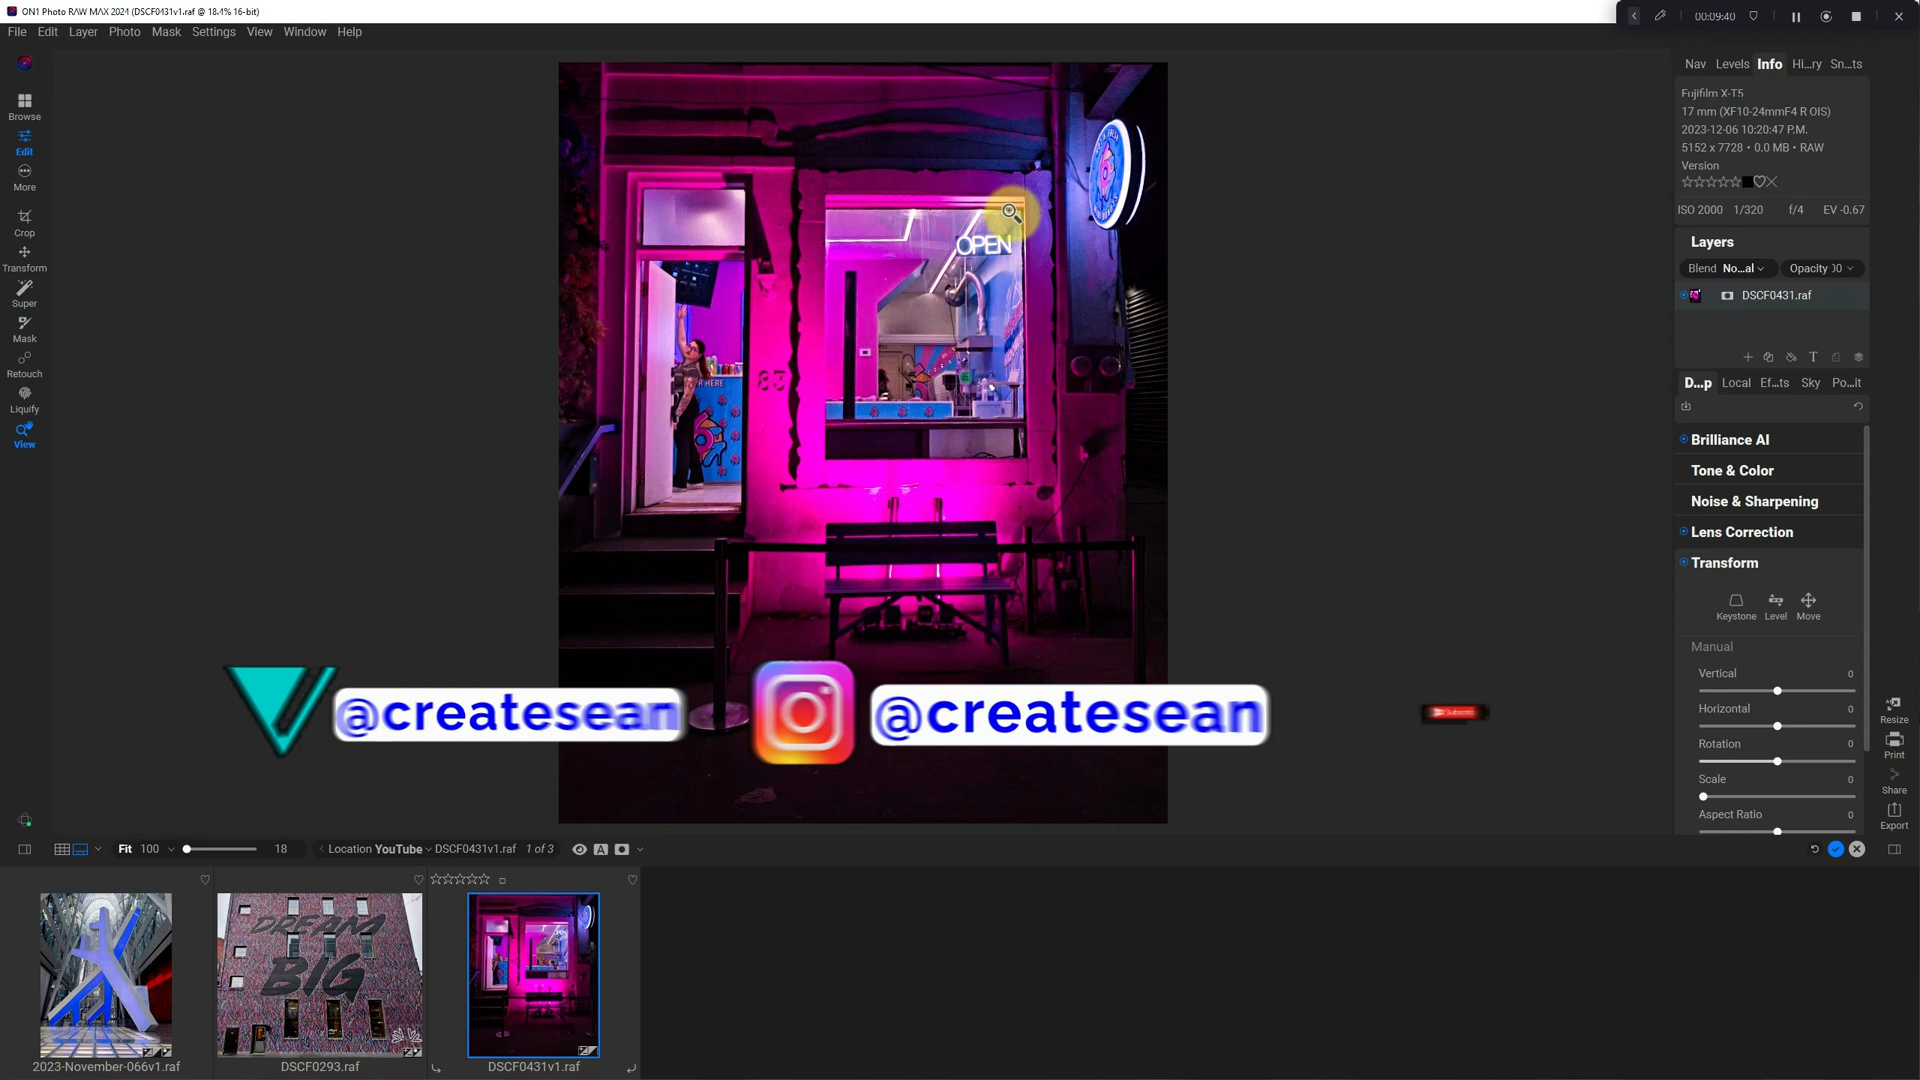 ON1 Photo RAW MAX 2024 (DSCF0431v1.raf @ 18.4% 16-bit)
00:09:40
File Edit Layer Photo Mask Settings View Window Help
Nav Levels Info Hi...ry Sn...ts
Browse
Edit
More
Crop
Transform
Super
Mask
Retouch
Liquify
View
Fujifilm X-T5
17 mm (XF10-24mmF4 R OIS)
2023-12-06 10:20:47 P.M.
5152 x 7728 • 0.0 MB • RAW
Version
ISO 2000 1/320 f/4 EV -0.67
Layers
Blend No...al Opacity
DSCF0431.raf
T
D...p Local Ef...ts Sky Po...it
Brilliance AI
Tone & Color
Noise & Sharpening
Lens Correction
Transform
Keystone Level Move
Manual
Vertical 0
Horizontal 0
Rotation 0
Scale 0
Aspect Ratio 0
Resize
Print
Share
Export
OPEN
83
HERE
@createsean
@createsean
Subscribe
Fit 100 18 Location YouTube DSCF0431v1.raf 1 of 3 A
DREAM
BIG
2023-November-066v1.raf
DSCF0293.raf
DSCF0431v1.raf